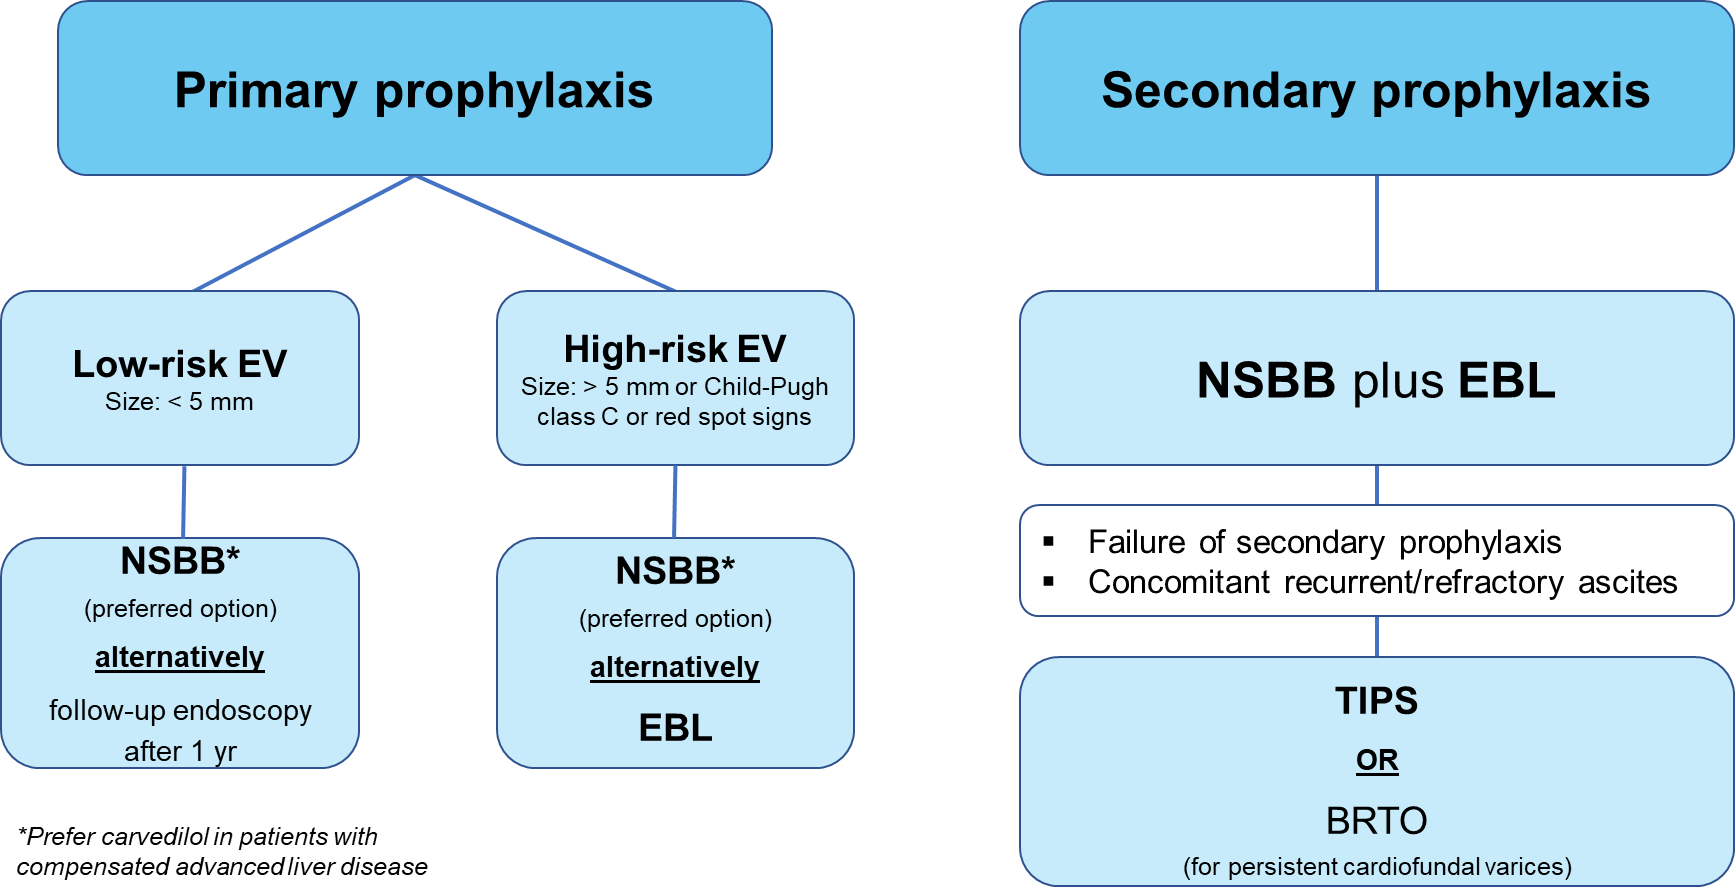 Primary prophylaxis
Low-risk EV
Size: < 5 mm
High-risk EV
Size: > 5 mm or Child-Pugh
class C or red spot signs
NSBB*
(preferred option)
alternatively
follow-up endoscopy
after 1 yr
NSBB*
(preferred option)
alternatively
EBL
*Prefer carvedilol in patients with
compensated advanced liver disease
Secondary prophylaxis
NSBB plus EBL
▪ Failure of secondary prophylaxis
▪ Concomitant recurrent/refractory ascites
TIPS
OR
BRTO
(for persistent cardiofundal varices)